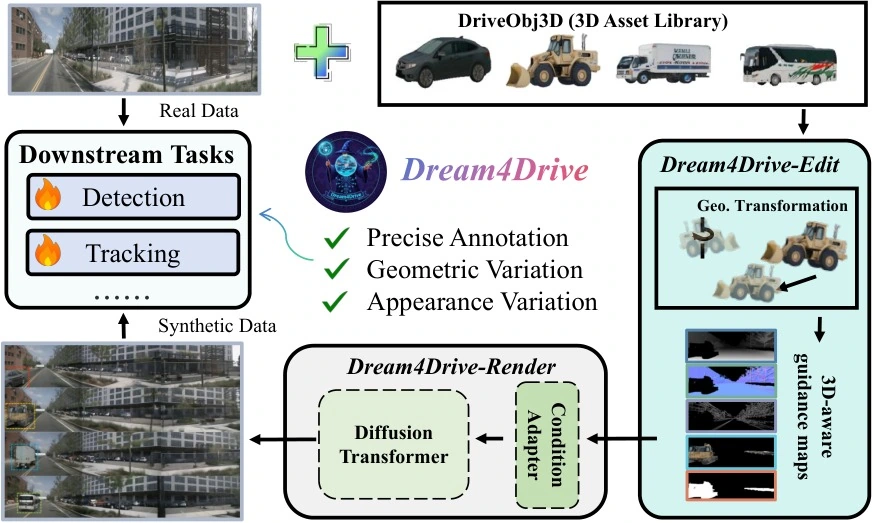 DriveObj3D (3D Asset Library)
Real Data
Downstream Tasks
Detection
Tracking
......
Dream4Drive
Precise Annotation
Geometric Variation
Appearance Variation
Dream4Drive-Edit
Geo. Transformation
3D-aware
guidance maps
Synthetic Data
Dream4Drive-Render
Diffusion
Transformer
Condition
Adapter